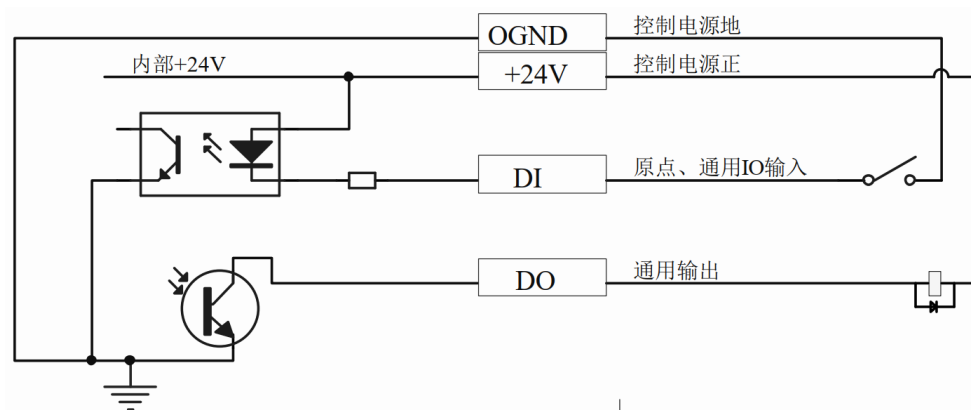 OGND 控制电源地
内部+24V +24V 控制电源正
DI 原点、通用IO输入
DO 通用输出